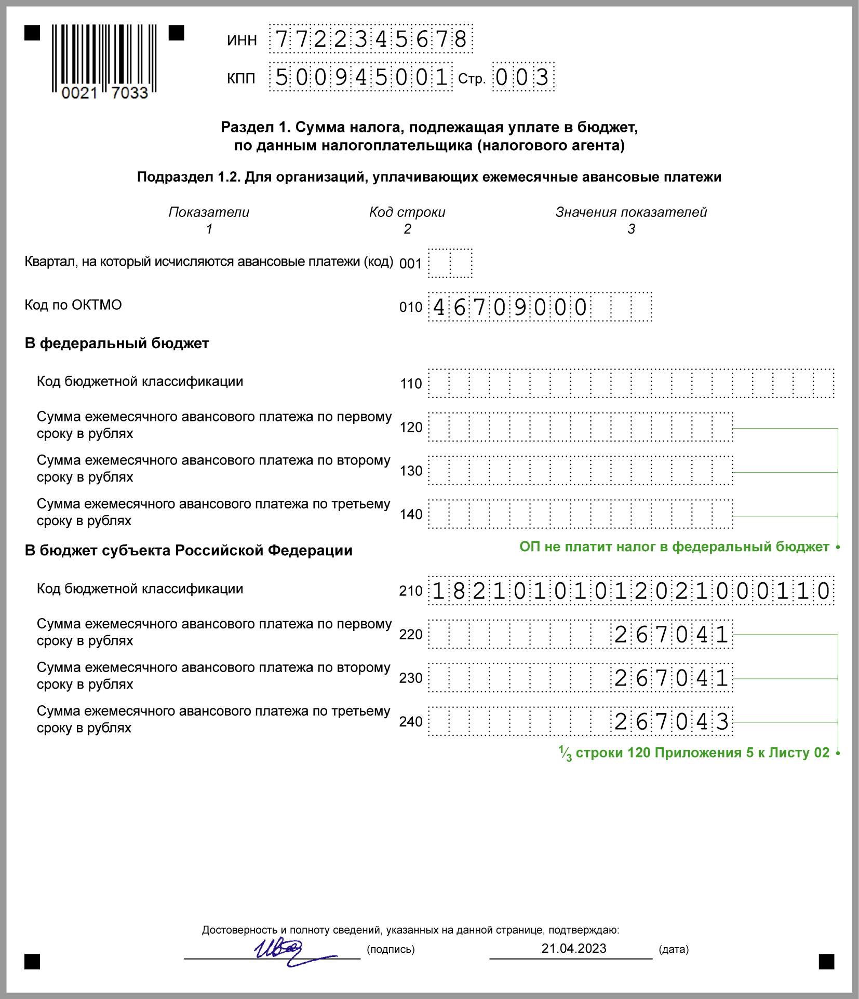 ИНН 7722345678
КПП 500945001 Стр. 003
0021 7033
Раздел 1. Сумма налога, подлежащая уплате в бюджет,
по данным налогоплательщика (налогового агента)
Подраздел 1.2. Для организаций, уплачивающих ежемесячные авансовые платежи
Показатели Код строки Значения показателей
1 2 3
Квартал, на который исчисляются авансовые платежи (код) 001
Код по ОКТМО 010 46709000
В федеральный бюджет
Код бюджетной классификации 110
Сумма ежемесячного авансового платежа по первому
сроку в рублях 120
Сумма ежемесячного авансового платежа по второму
сроку в рублях 130
Сумма ежемесячного авансового платежа по третьему
сроку в рублях 140
ОП не платит налог в федеральный бюджет
В бюджет субъекта Российской Федерации
Код бюджетной классификации 210 18210101012021000110
Сумма ежемесячного авансового платежа по первому
сроку в рублях 220 267041
Сумма ежемесячного авансового платежа по второму
сроку в рублях 230 267041
Сумма ежемесячного авансового платежа по третьему
сроку в рублях 240 267043
1/3 строки 120 Приложения 5 к Листу 02
Достоверность и полноту сведений, указанных на данной странице, подтверждаю:
(подпись) 21.04.2023 (дата)